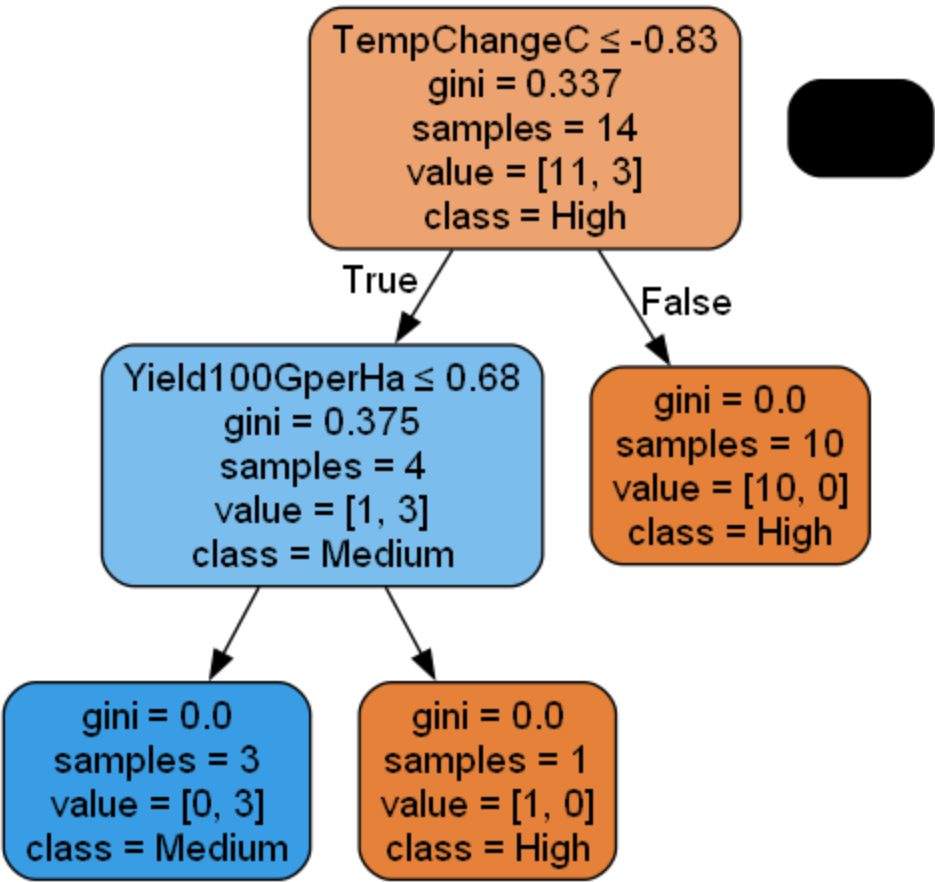 TempChangeC ≤ -0.83
gini = 0.337
samples = 14
value = [11, 3]
class = High
True
False
Yield100GperHa ≤ 0.68
gini = 0.375
samples = 4
value = [1, 3]
class = Medium
gini = 0.0
samples = 10
value = [10, 0]
class = High
gini = 0.0
samples = 3
value = [0, 3]
class = Medium
gini = 0.0
samples = 1
value = [1, 0]
class = High